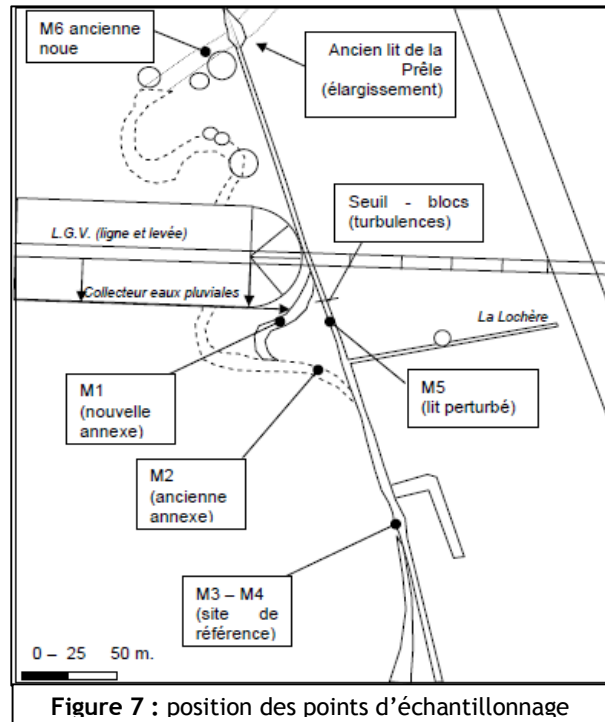 M6 ancienne
noue
Ancien lit de la
Prêle
(élargissement)
Seuil - blocs
(turbulences)
L.G.V. (ligne et levée)
Collecteur eaux pluviales
La Lochère
M1
(nouvelle
annexe)
M5
(lit perturbé)
M2
(ancienne
annexe)
M3 – M4
(site de
référence)
0 – 25 50 m.
Figure 7 : position des points d'échantillonnage